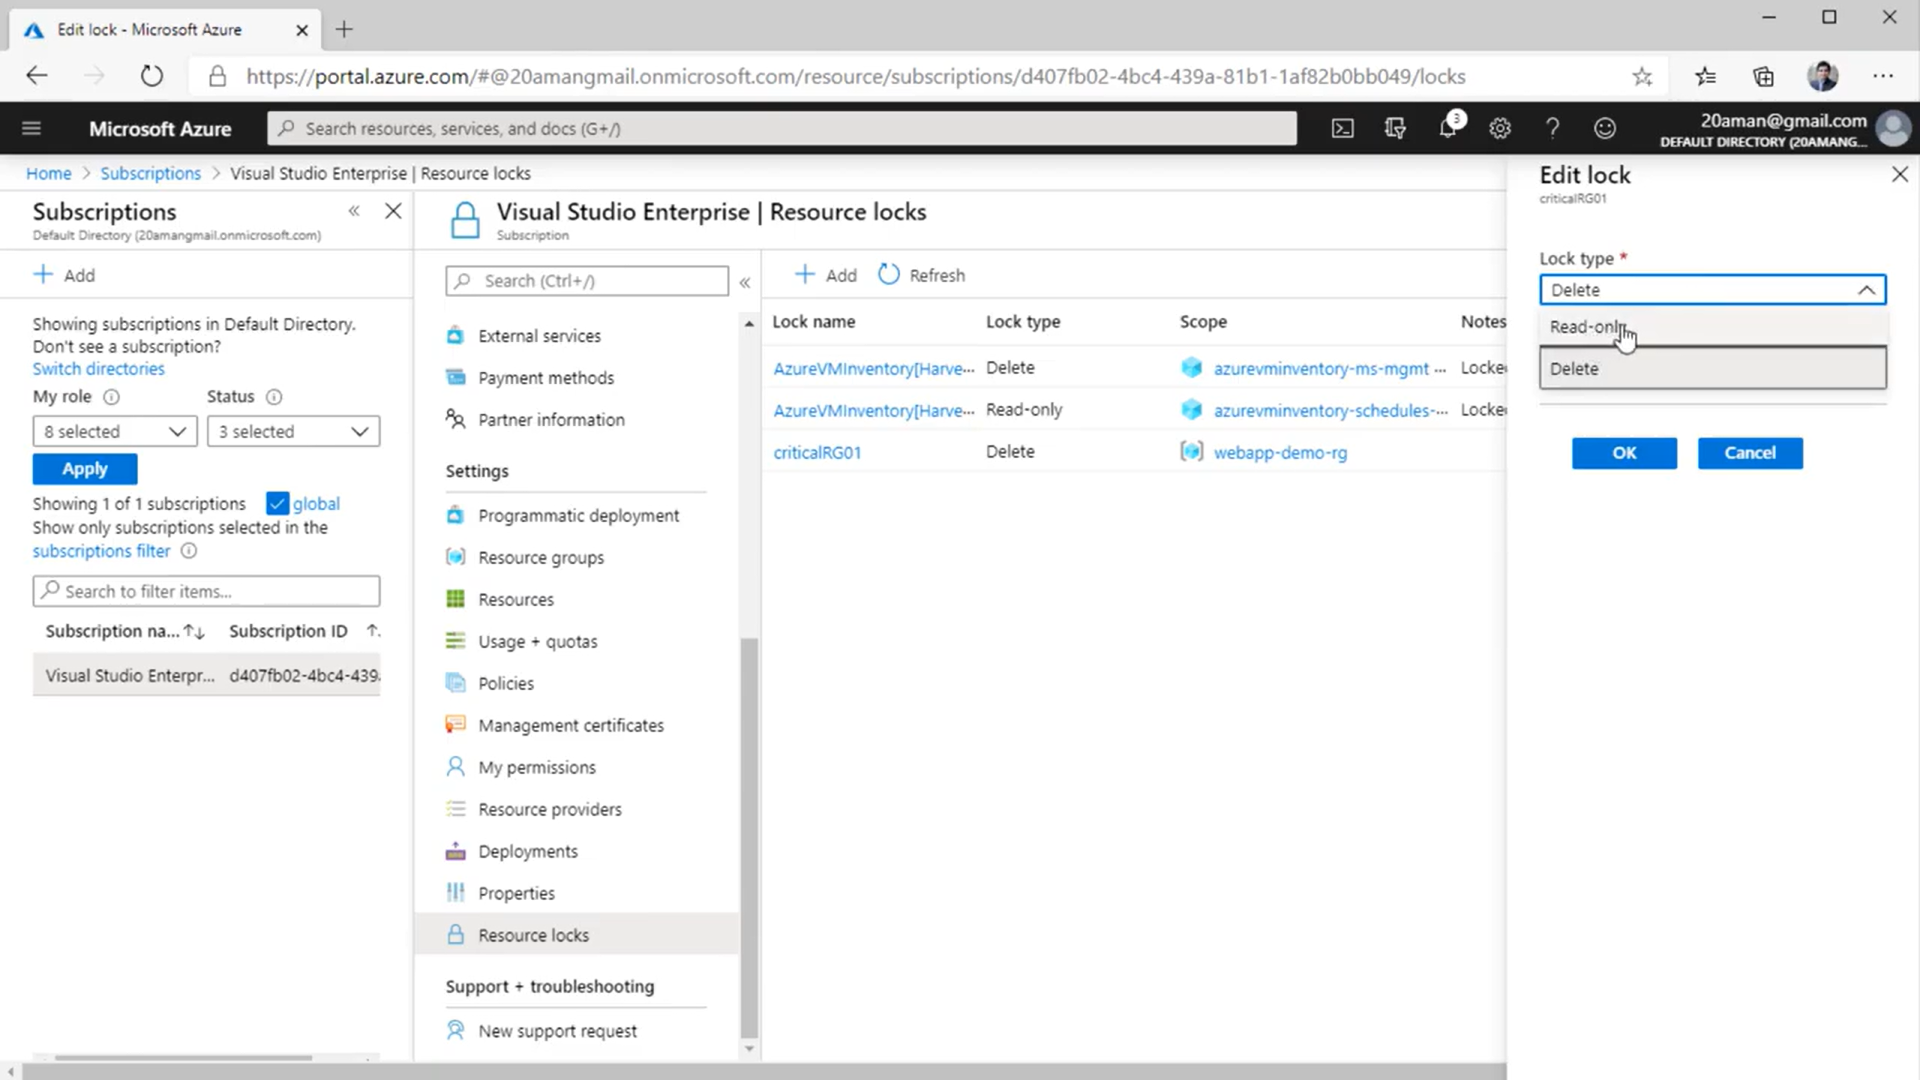 Edit lock - Microsoft Azure
https://portal.azure.com/#@20amangmail.onmicrosoft.com/resource/subscriptions/d407fb02-4bc4-439a-81b1-1af82b0bb049/locks
Microsoft Azure
Search resources, services, and docs (G+/)
3
20aman@gmail.com
DEFAULT DIRECTORY (20AMANG...
Home > Subscriptions > Visual Studio Enterprise | Resource locks
Subscriptions
Default Directory (20amangmail.onmicrosoft.com)
Add
Showing subscriptions in Default Directory.
Don't see a subscription?
Switch directories
My role
Status
8 selected
3 selected
Apply
Showing 1 of 1 subscriptions
global
Show only subscriptions selected in the
subscriptions filter
Search to filter items...
Subscription na...
Subscription ID
Visual Studio Enterpr...
d407fb02-4bc4-439
Visual Studio Enterprise | Resource locks
Subscription
Search (Ctrl+/)
External services
Payment methods
Partner information
Settings
Programmatic deployment
Resource groups
Resources
Usage + quotas
Policies
Management certificates
My permissions
Resource providers
Deployments
Properties
Resource locks
Support + troubleshooting
New support request
Add
Refresh
Lock name
Lock type
Scope
Notes
AzureVMInventory[Harve...
Delete
azurevminventory-ms-mgmt ...
Locke
AzureVMInventory[Harve...
Read-only
azurevminventory-schedules-...
Locke
criticalRG01
Delete
webapp-demo-rg
Edit lock
criticalRG01
Lock type *
Delete
Read-only
Delete
OK
Cancel